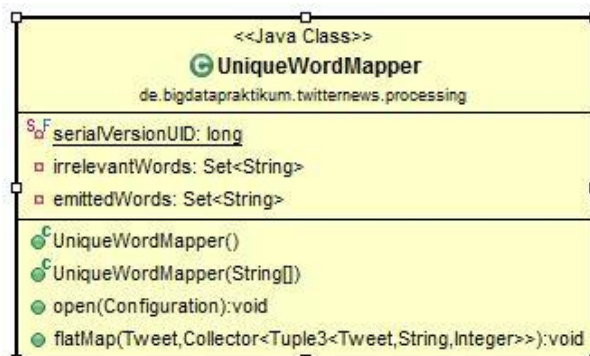 <<Java Class>>
UniqueWordMapper
de.bigdatapraktikum.twitternews.processing
serialVersionUID: long
irrelevantWords: Set<String>
emittedWords: Set<String>
UniqueWordMapper()
UniqueWordMapper(String[])
open(Configuration):void
flatMap(Tweet,Collector<Tuple3<Tweet,String,Integer>>):void